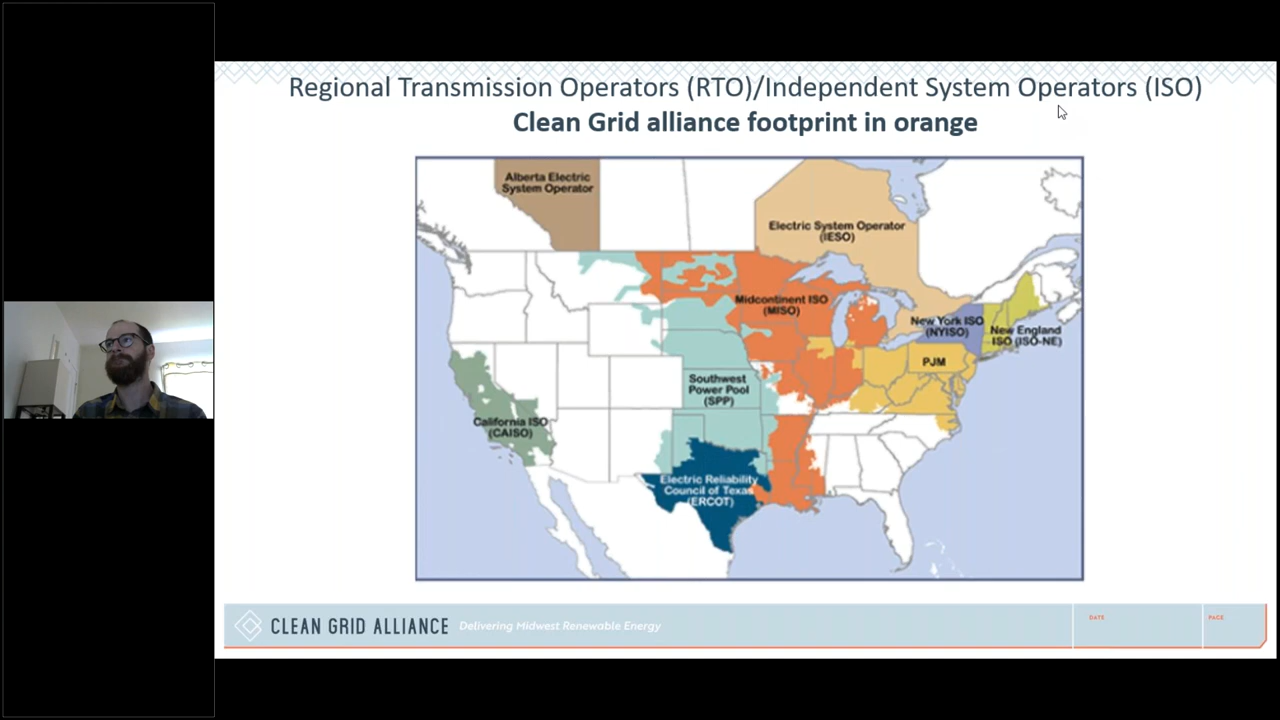 Regional Transmission Operators (RTO)/Independent System Operators (ISO)
Clean Grid alliance footprint in orange
Alberta Electric
System Operator
Electric System Operator
(IESO)
Midcontinent ISO
(MISO)
New York ISO
(NYISO)
New England
ISO (ISO-NE)
PJM
Southwest
Power Pool
(SPP)
California ISO
(CAISO)
Electric Reliability
Council of Texas
(ERCOT)
CLEAN GRID ALLIANCE Delivering Midwest Renewable Energy
DATE
PAGE